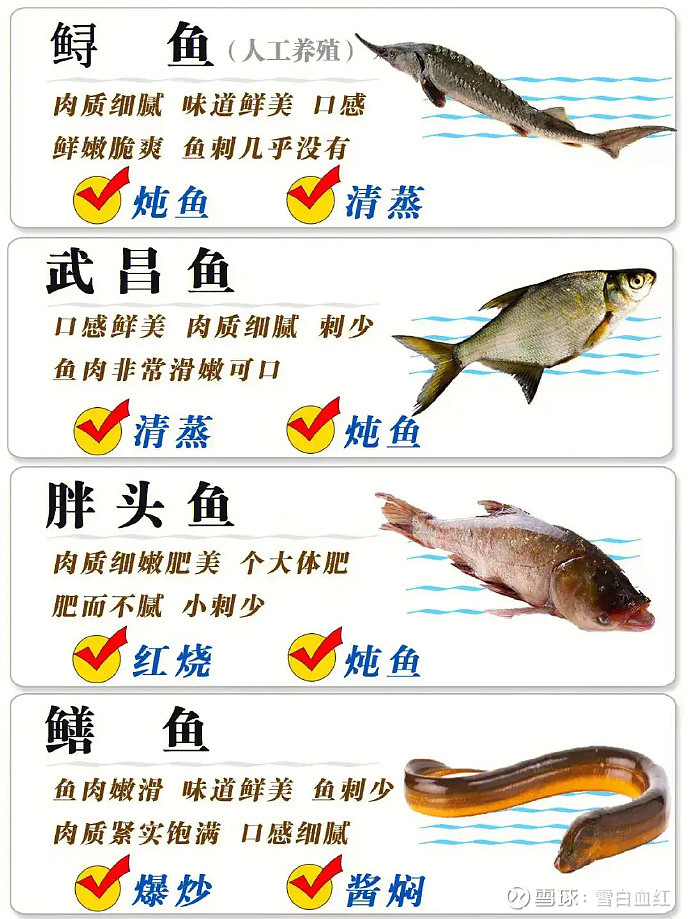 鲟 鱼（人工养殖）
肉质细腻 味道鲜美 口感
鲜嫩脆爽 鱼刺几乎没有
炖鱼 清蒸
武昌鱼
口感鲜美 肉质细腻 刺少
鱼肉非常滑嫩可口
清蒸 炖鱼
胖头鱼
肉质细嫩肥美 个大体肥
肥而不腻 小刺少
红烧 炖鱼
鳝 鱼
鱼肉嫩滑 味道鲜美 鱼刺少
肉质紧实饱满 口感细腻
爆炒 酱焖
雪球：雪白血红